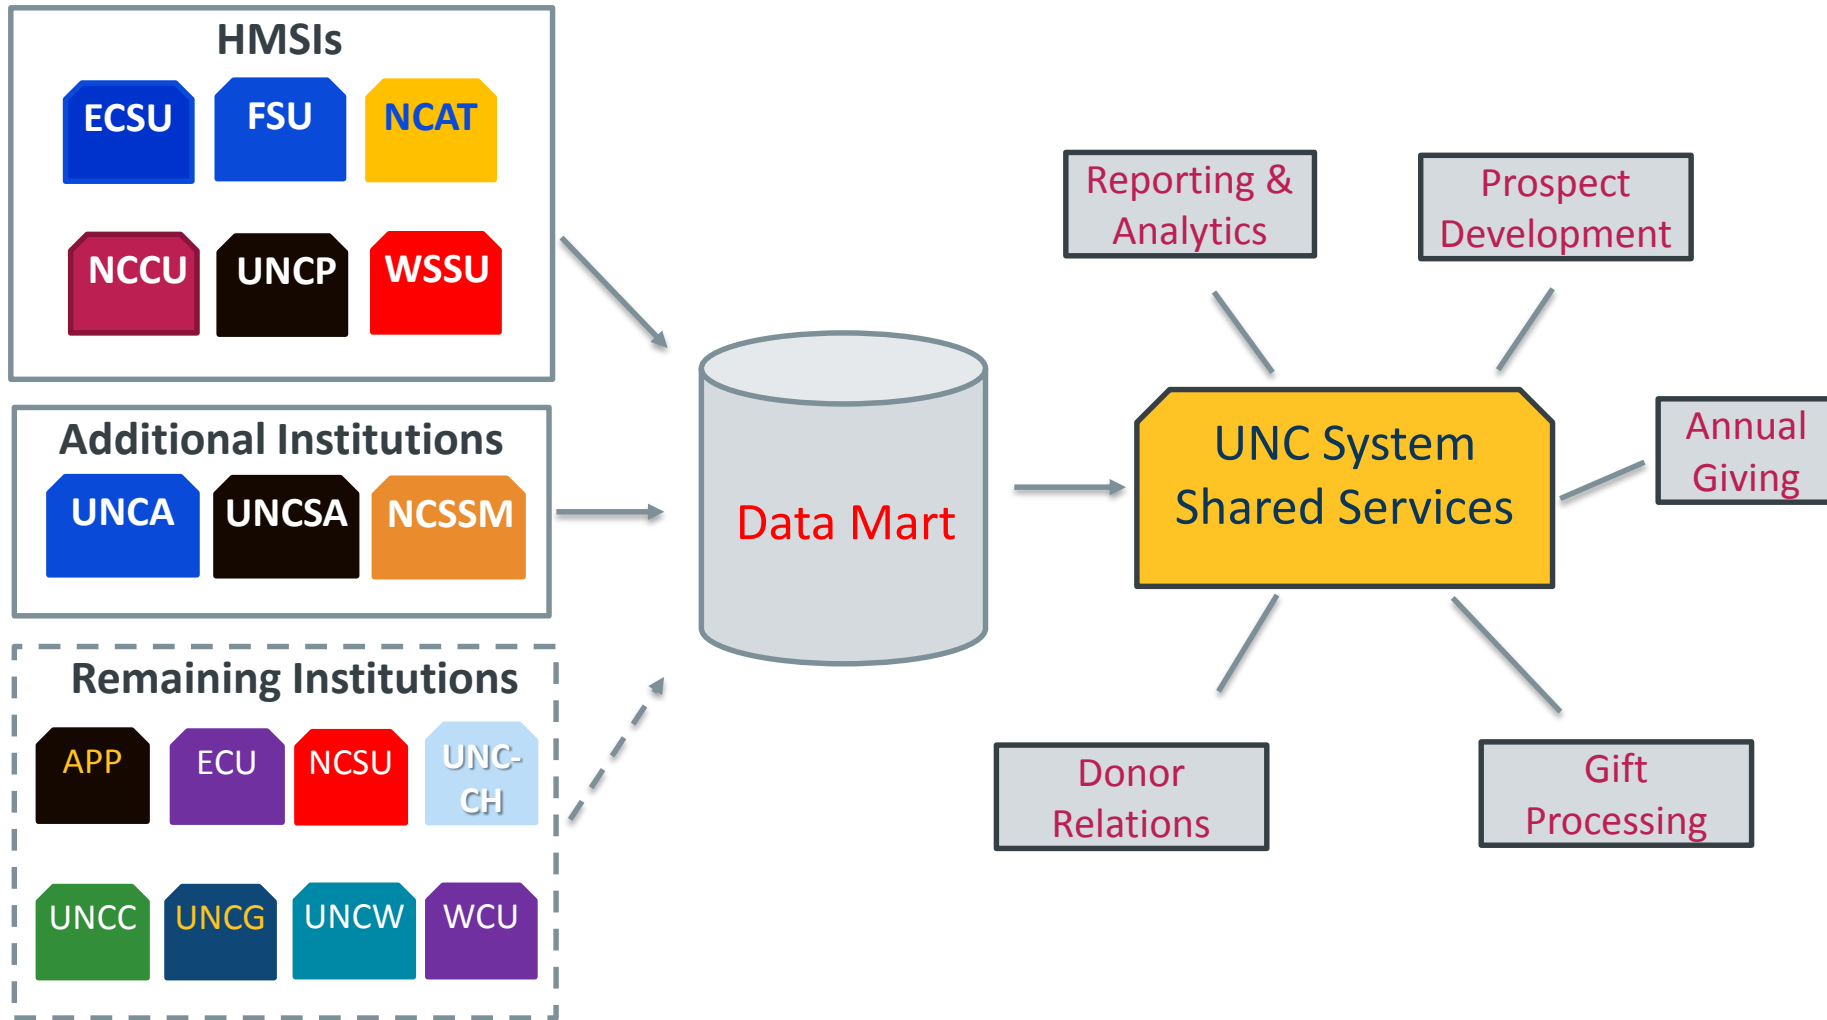 HMSIs
ECSU
FSU
NCAT
NCCU
UNCP
WSSU
Additional Institutions
UNCA
UNCSA
NCSSM
Remaining Institutions
APP
ECU
NCSU
UNC-
CH
UNCC
UNCG
UNCW
WCU
Data Mart
UNC System
Shared Services
Reporting &
Analytics
Prospect
Development
Annual
Giving
Donor
Relations
Gift
Processing